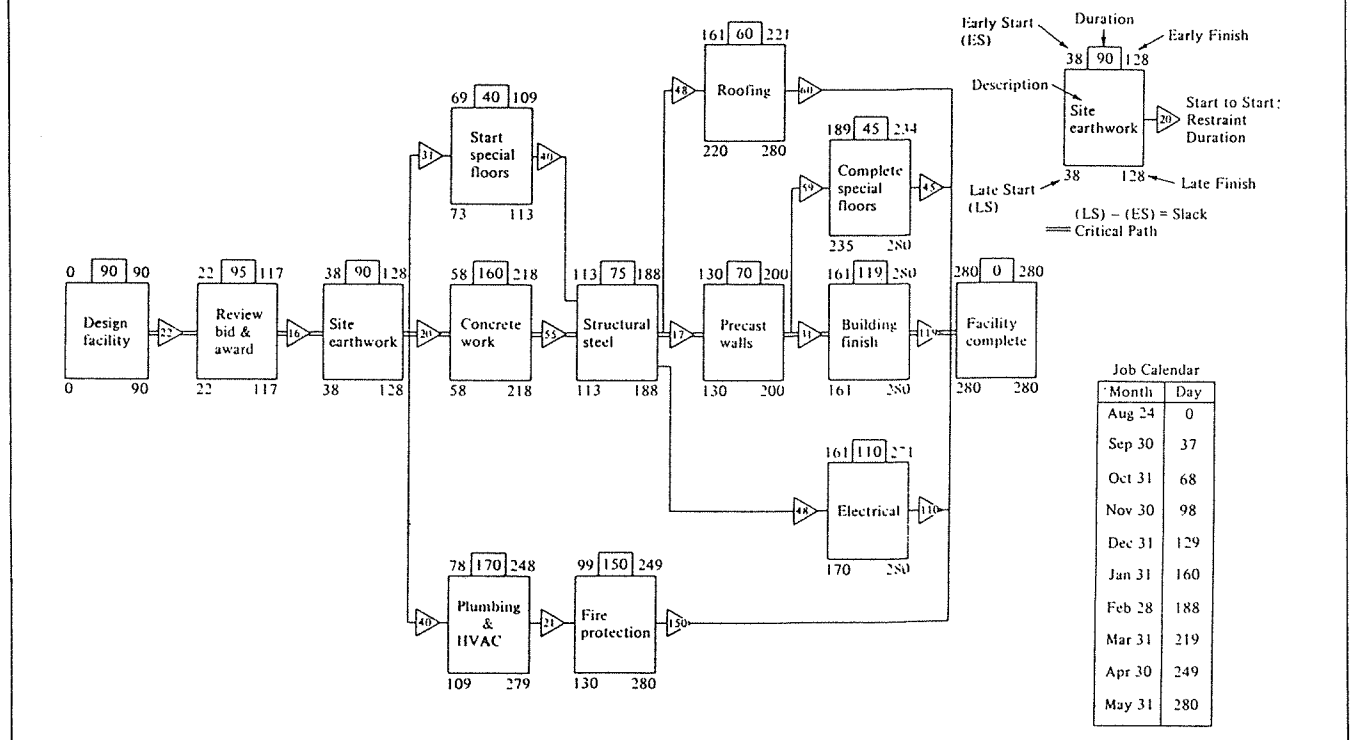 Early Start
(ES)
Duration
Early Finish
38 90 128
Description
Site
earthwork
20
Start to Start:
Restraint
Duration
38 128
Late Start
(LS)
Late Finish
(LS) – (ES) = Slack
Critical Path
161 60 221
48
Roofing
60
220 280
69 40 109
31
Start
special
floors
40
73 113
189 45 234
59
Complete
special
floors
45
235 280
0 90 90
Design
facility
0 90
22
22 95 117
Review
bid &
award
22 117
16
38 90 128
Site
earthwork
38 128
20
58 160 218
Concrete
work
58 218
55
113 75 188
Structural
steel
113 188
17
130 70 200
Precast
walls
130 200
31
161 119 280
Building
finish
161 280
119
280 0 280
Facility
complete
280 280
161 110 271
48
Electrical
110
170 280
78 170 248
40
Plumbing
&
HVAC
109 279
21
99 150 249
Fire
protection
150
130 280
Job Calendar
Month Day
Aug 24 0
Sep 30 37
Oct 31 68
Nov 30 98
Dec 31 129
Jan 31 160
Feb 28 188
Mar 31 219
Apr 30 249
May 31 280